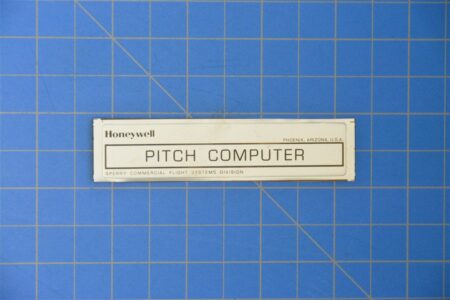 Honeywell
PHOENIX, ARIZONA, U.S.A.
PITCH COMPUTER
SPERRY COMMERCIAL FLIGHT SYSTEMS DIVISION